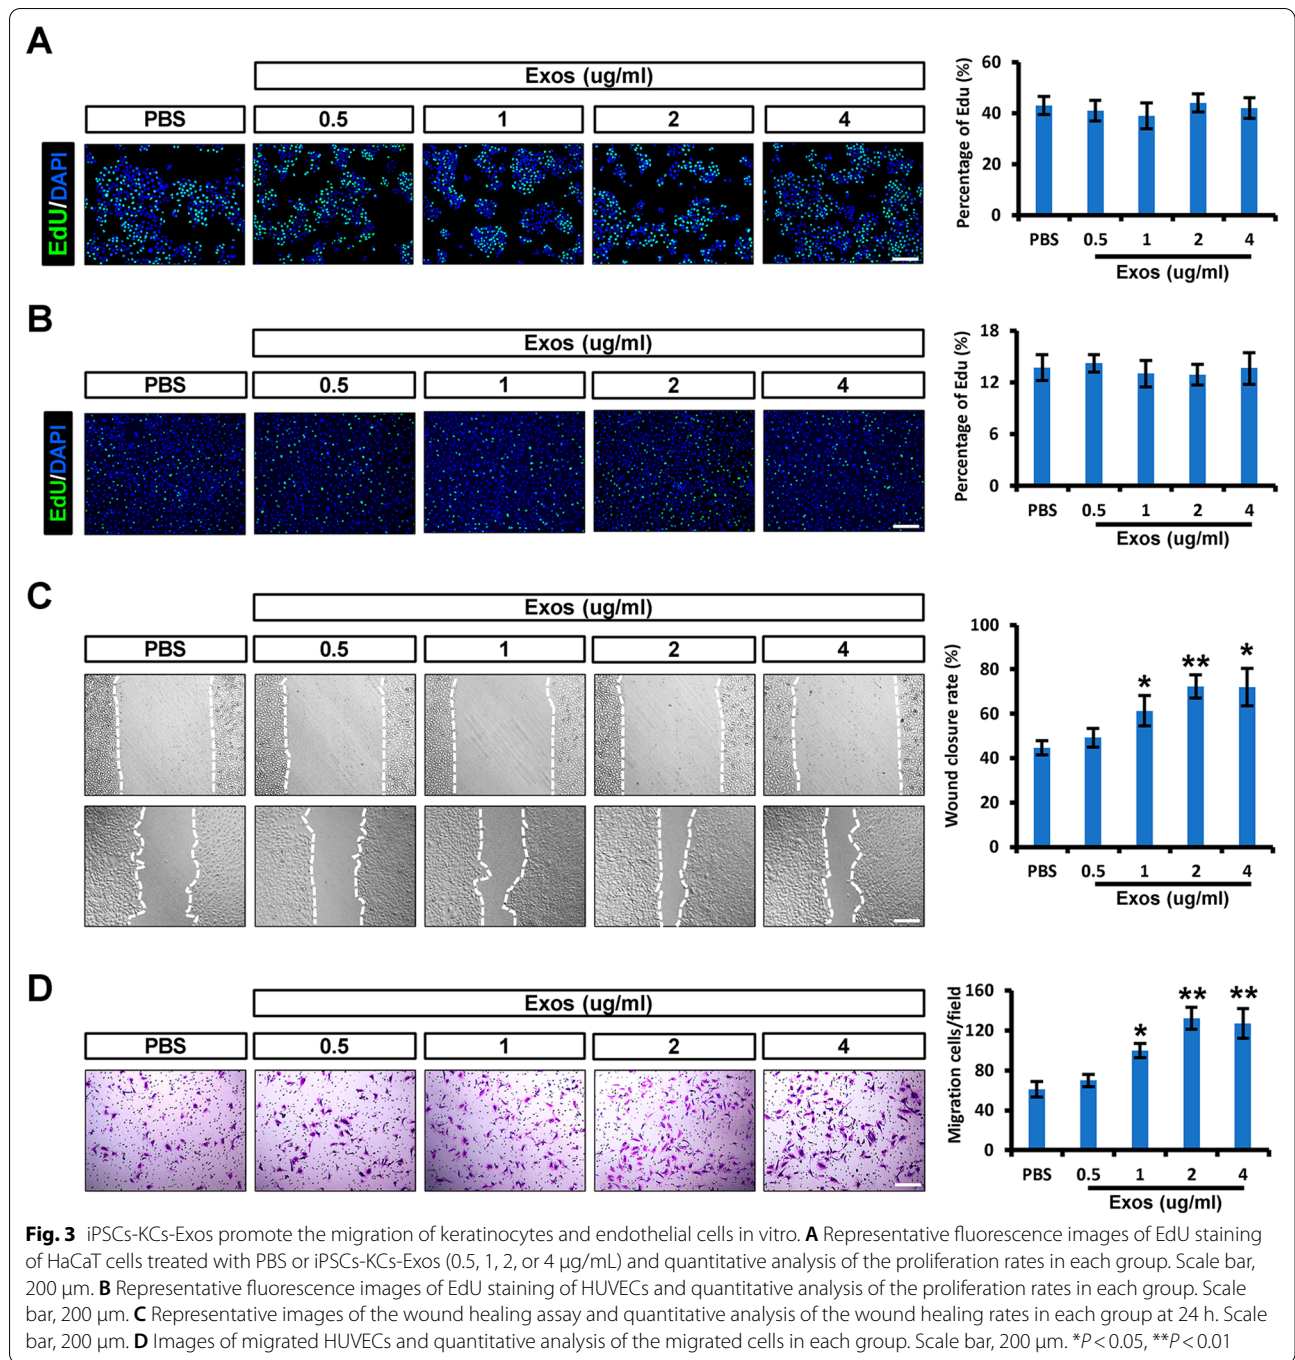 A
Exos (ug/ml)
PBS
0.5
1
2
4
EdU/DAPI
Percentage of Edu (%)
60
40
20
0
PBS
0.5
1
2
4
Exos (ug/ml)
B
Exos (ug/ml)
PBS
0.5
1
2
4
EdU/DAPI
Percentage of Edu (%)
18
12
6
0
PBS
0.5
1
2
4
Exos (ug/ml)
C
Exos (ug/ml)
PBS
0.5
1
2
4
Wound closure rate (%)
100
80
60
40
20
0
*
**
*
PBS
0.5
1
2
4
Exos (ug/ml)
D
Exos (ug/ml)
PBS
0.5
1
2
4
Migration cells/field
160
120
80
40
0
*
**
**
PBS
0.5
1
2
4
Exos (ug/ml)
Fig. 3 iPSCs-KCs-Exos promote the migration of keratinocytes and endothelial cells in vitro. A Representative fluorescence images of EdU staining
of HaCaT cells treated with PBS or iPSCs-KCs-Exos (0.5, 1, 2, or 4 µg/mL) and quantitative analysis of the proliferation rates in each group. Scale bar,
200 µm. B Representative fluorescence images of EdU staining of HUVECs and quantitative analysis of the proliferation rates in each group. Scale
bar, 200 µm. C Representative images of the wound healing assay and quantitative analysis of the wound healing rates in each group at 24 h. Scale
bar, 200 µm. D Images of migrated HUVECs and quantitative analysis of the migrated cells in each group. Scale bar, 200 µm. *P < 0.05, **P < 0.01